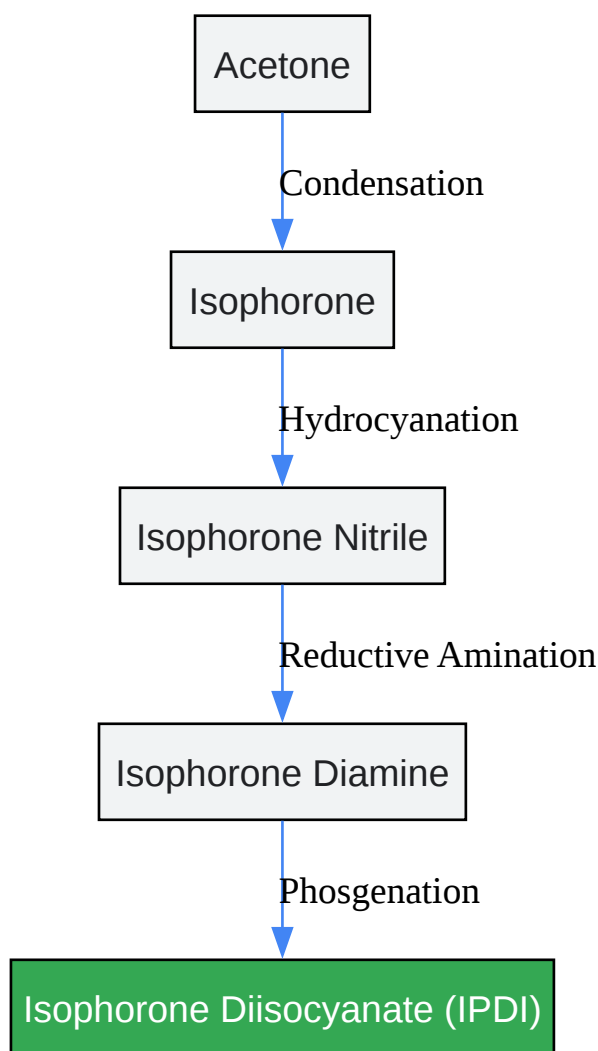 Acetone
Condensation
Isophorone
Hydrocyanation
Isophorone Nitrile
Reductive Amination
Isophorone Diamine
Phosgenation
Isophorone Diisocyanate (IPDI)